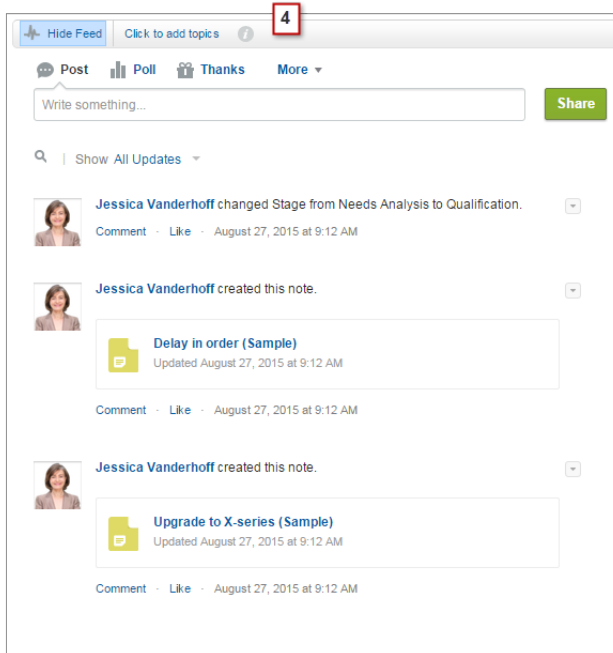 4
Hide Feed Click to add topics i
Post Poll Thanks More
Write something... Share
Show All Updates
Jessica Vanderhoff changed Stage from Needs Analysis to Qualification.
Comment · Like · August 27, 2015 at 9:12 AM
Jessica Vanderhoff created this note.
Delay in order (Sample)
Updated August 27, 2015 at 9:12 AM
Comment · Like · August 27, 2015 at 9:12 AM
Jessica Vanderhoff created this note.
Upgrade to X-series (Sample)
Updated August 27, 2015 at 9:12 AM
Comment · Like · August 27, 2015 at 9:12 AM